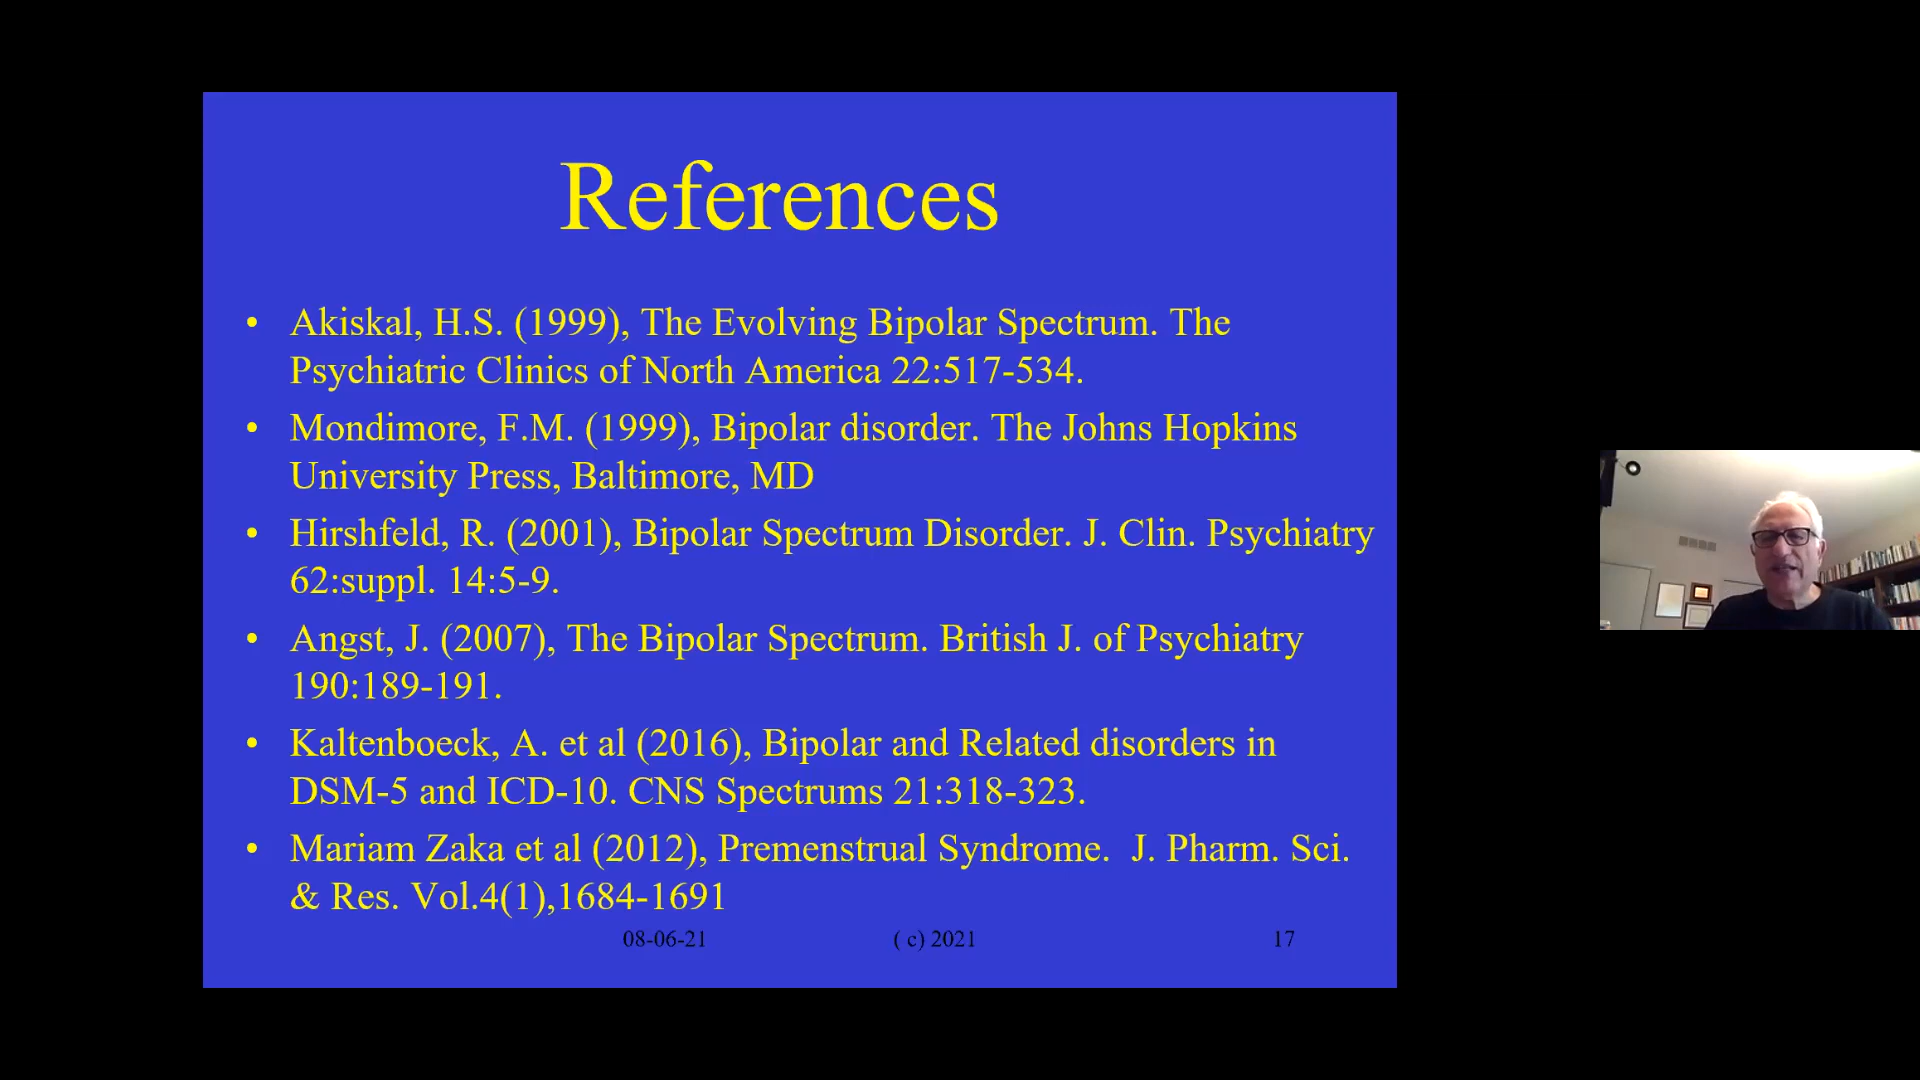 References
• Akiskal, H.S. (1999), The Evolving Bipolar Spectrum. The
Psychiatric Clinics of North America 22:517-534.
• Mondimore, F.M. (1999), Bipolar disorder. The Johns Hopkins
University Press, Baltimore, MD
• Hirshfeld, R. (2001), Bipolar Spectrum Disorder. J. Clin. Psychiatry
62:suppl. 14:5-9.
• Angst, J. (2007), The Bipolar Spectrum. British J. of Psychiatry
190:189-191.
• Kaltenboeck, A. et al (2016), Bipolar and Related disorders in
DSM-5 and ICD-10. CNS Spectrums 21:318-323.
• Mariam Zaka et al (2012), Premenstrual Syndrome.  J. Pharm. Sci.
& Res. Vol.4(1),1684-1691
08-06-21 ( c) 2021 17